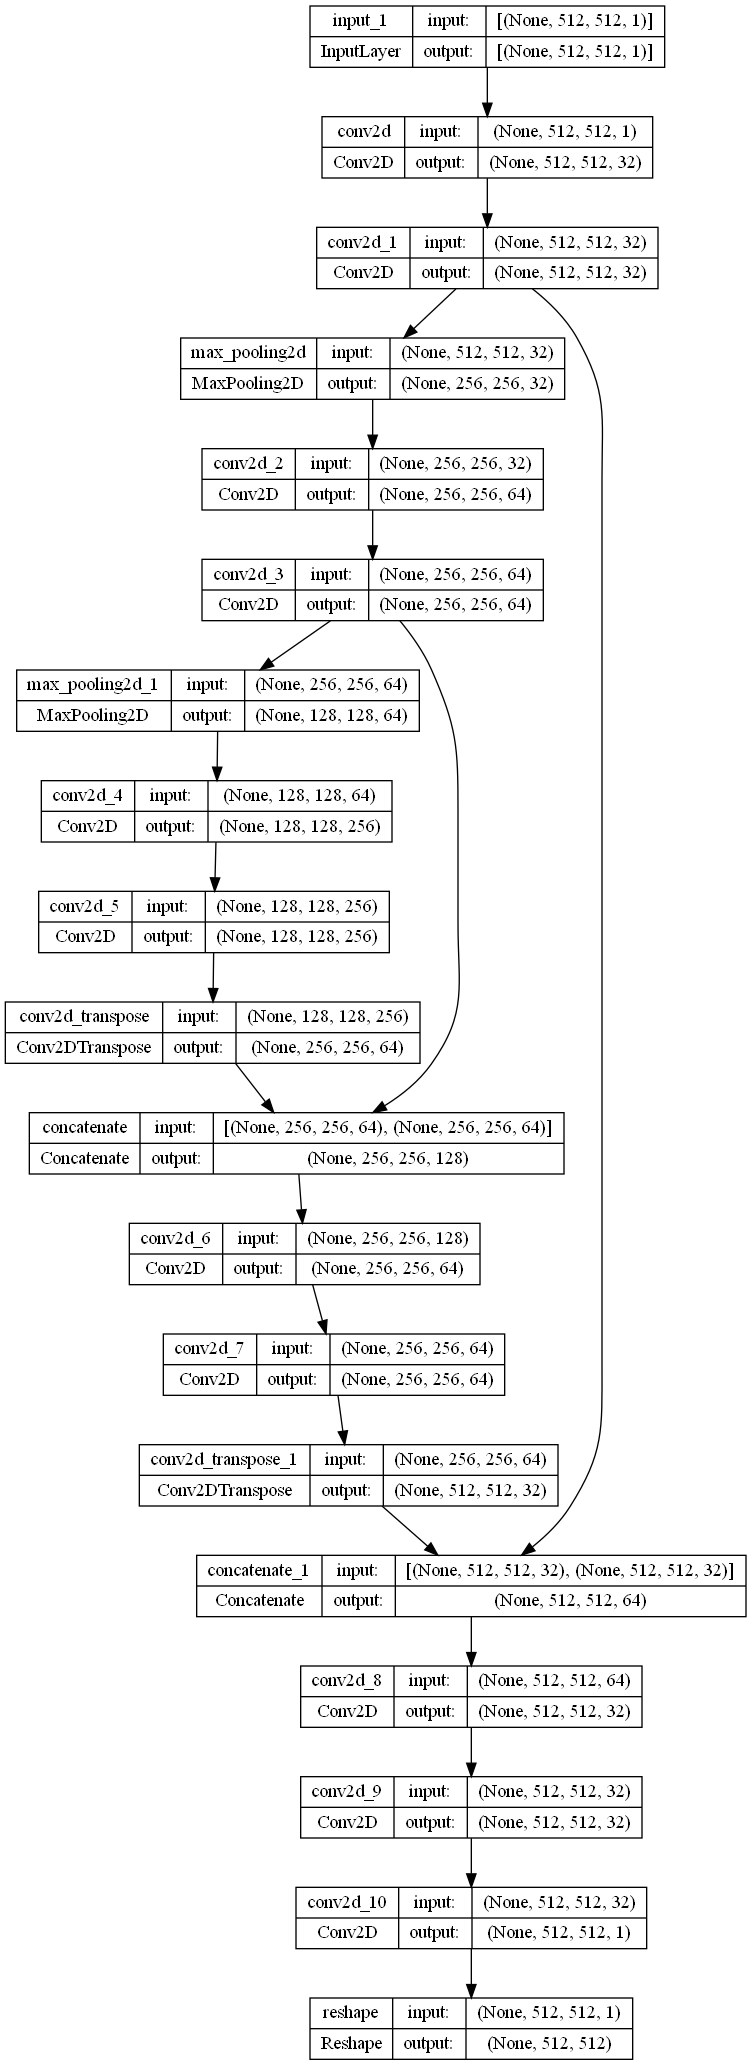 input_1 input: [(None, 512, 512, 1)]
InputLayer output: [(None, 512, 512, 1)]
conv2d input: (None, 512, 512, 1)
Conv2D output: (None, 512, 512, 32)
conv2d_1 input: (None, 512, 512, 32)
Conv2D output: (None, 512, 512, 32)
max_pooling2d input: (None, 512, 512, 32)
MaxPooling2D output: (None, 256, 256, 32)
conv2d_2 input: (None, 256, 256, 32)
Conv2D output: (None, 256, 256, 64)
conv2d_3 input: (None, 256, 256, 64)
Conv2D output: (None, 256, 256, 64)
max_pooling2d_1 input: (None, 256, 256, 64)
MaxPooling2D output: (None, 128, 128, 64)
conv2d_4 input: (None, 128, 128, 64)
Conv2D output: (None, 128, 128, 256)
conv2d_5 input: (None, 128, 128, 256)
Conv2D output: (None, 128, 128, 256)
conv2d_transpose input: (None, 128, 128, 256)
Conv2DTranspose output: (None, 256, 256, 64)
concatenate input: [(None, 256, 256, 64), (None, 256, 256, 64)]
Concatenate output: (None, 256, 256, 128)
conv2d_6 input: (None, 256, 256, 128)
Conv2D output: (None, 256, 256, 64)
conv2d_7 input: (None, 256, 256, 64)
Conv2D output: (None, 256, 256, 64)
conv2d_transpose_1 input: (None, 256, 256, 64)
Conv2DTranspose output: (None, 512, 512, 32)
concatenate_1 input: [(None, 512, 512, 32), (None, 512, 512, 32)]
Concatenate output: (None, 512, 512, 64)
conv2d_8 input: (None, 512, 512, 64)
Conv2D output: (None, 512, 512, 32)
conv2d_9 input: (None, 512, 512, 32)
Conv2D output: (None, 512, 512, 32)
conv2d_10 input: (None, 512, 512, 32)
Conv2D output: (None, 512, 512, 1)
reshape input: (None, 512, 512, 1)
Reshape output: (None, 512, 512)